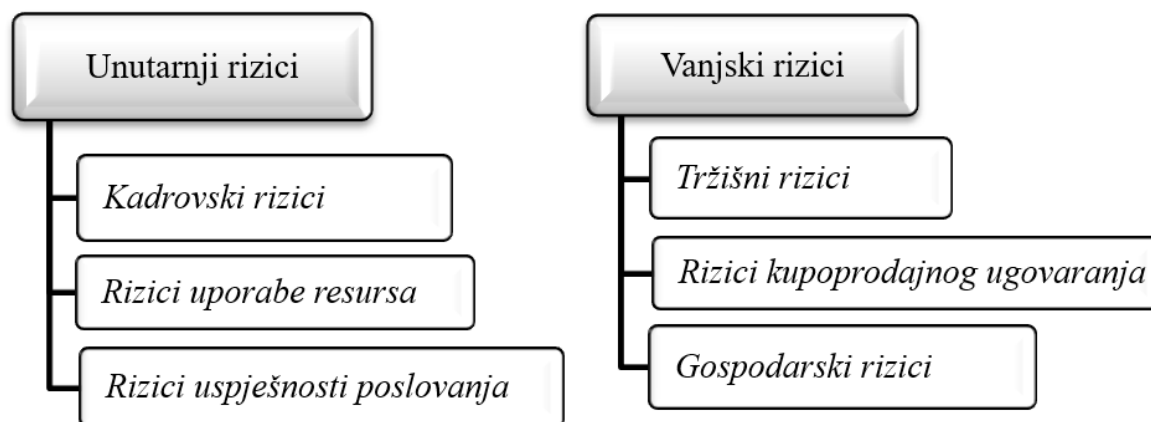 Unutarnji rizici
Kadrovski rizici
Rizici uporabe resursa
Rizici uspješnosti poslovanja
Vanjski rizici
Tržišni rizici
Rizici kupoprodajnog ugovaranja
Gospodarski rizici